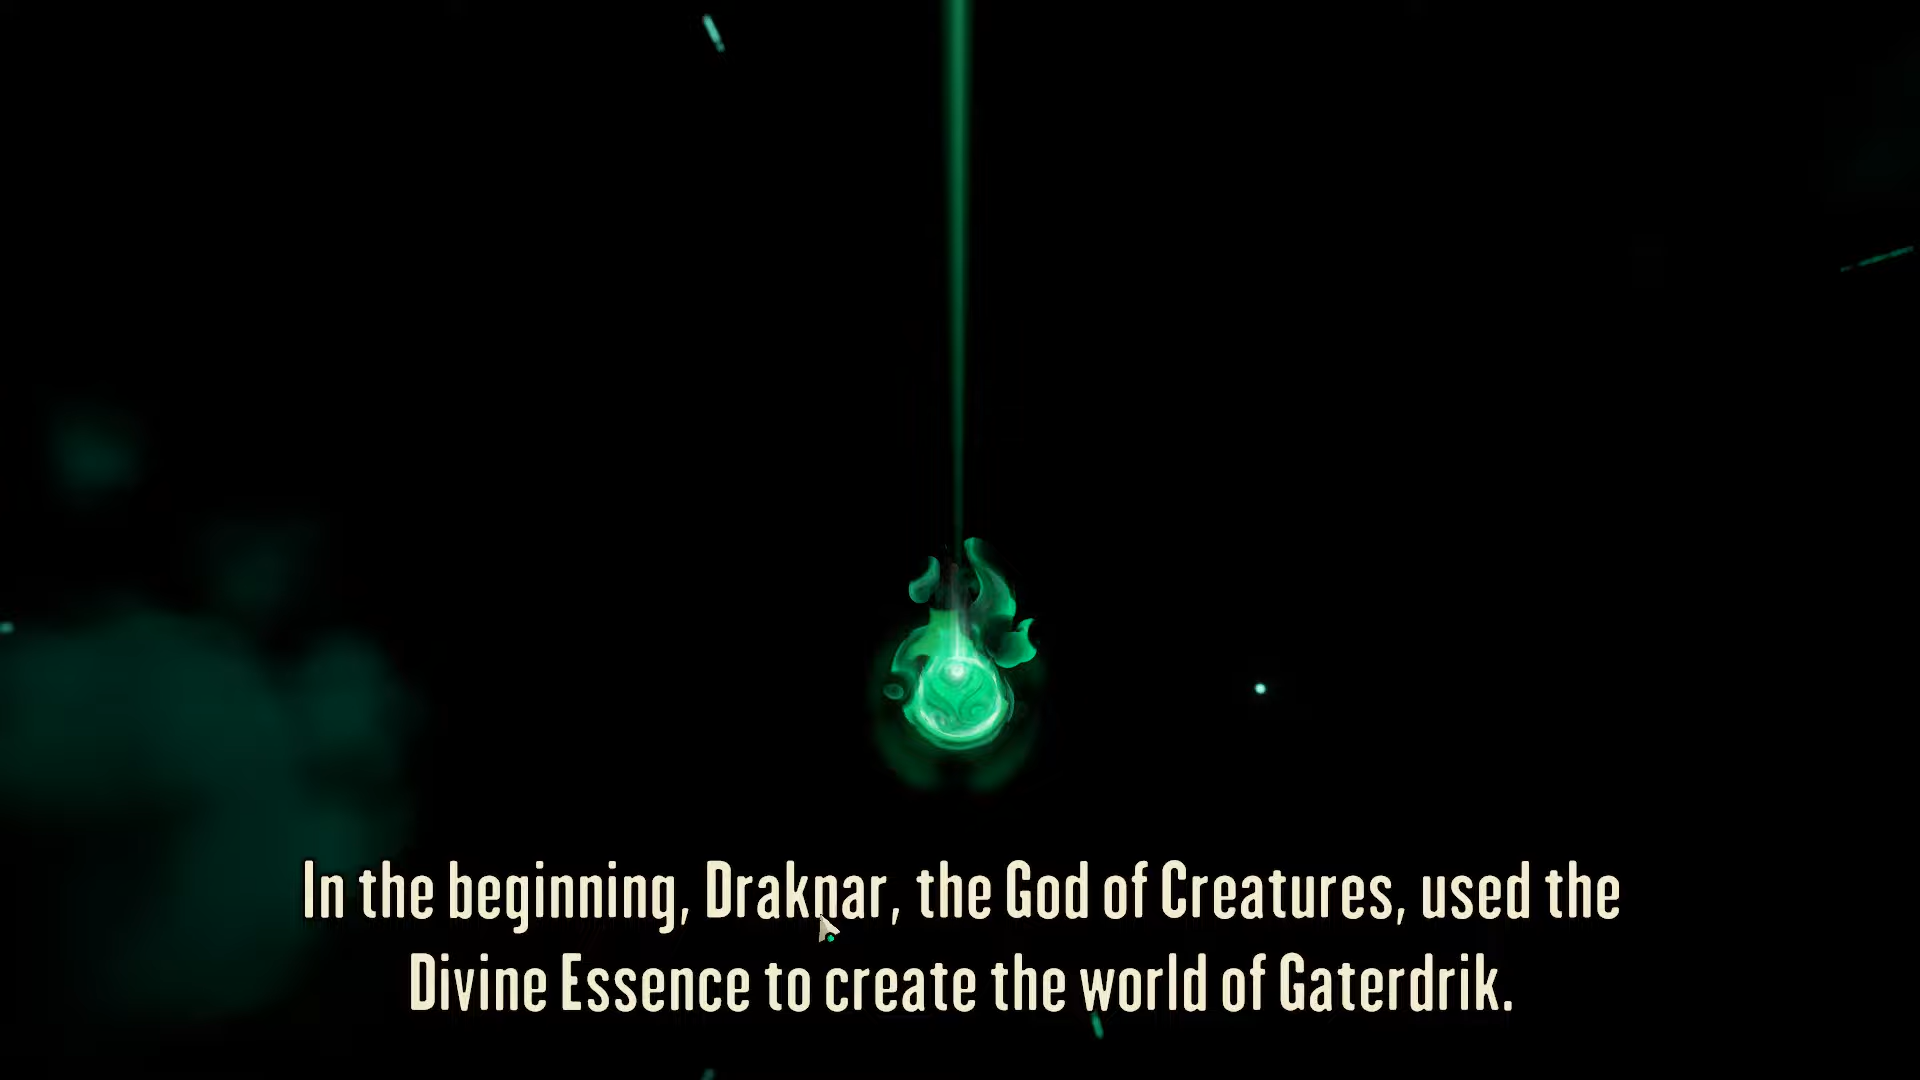 In the beginning, Draknar, the God of Creatures, used the
Divine Essence to create the world of Gaterdrik.